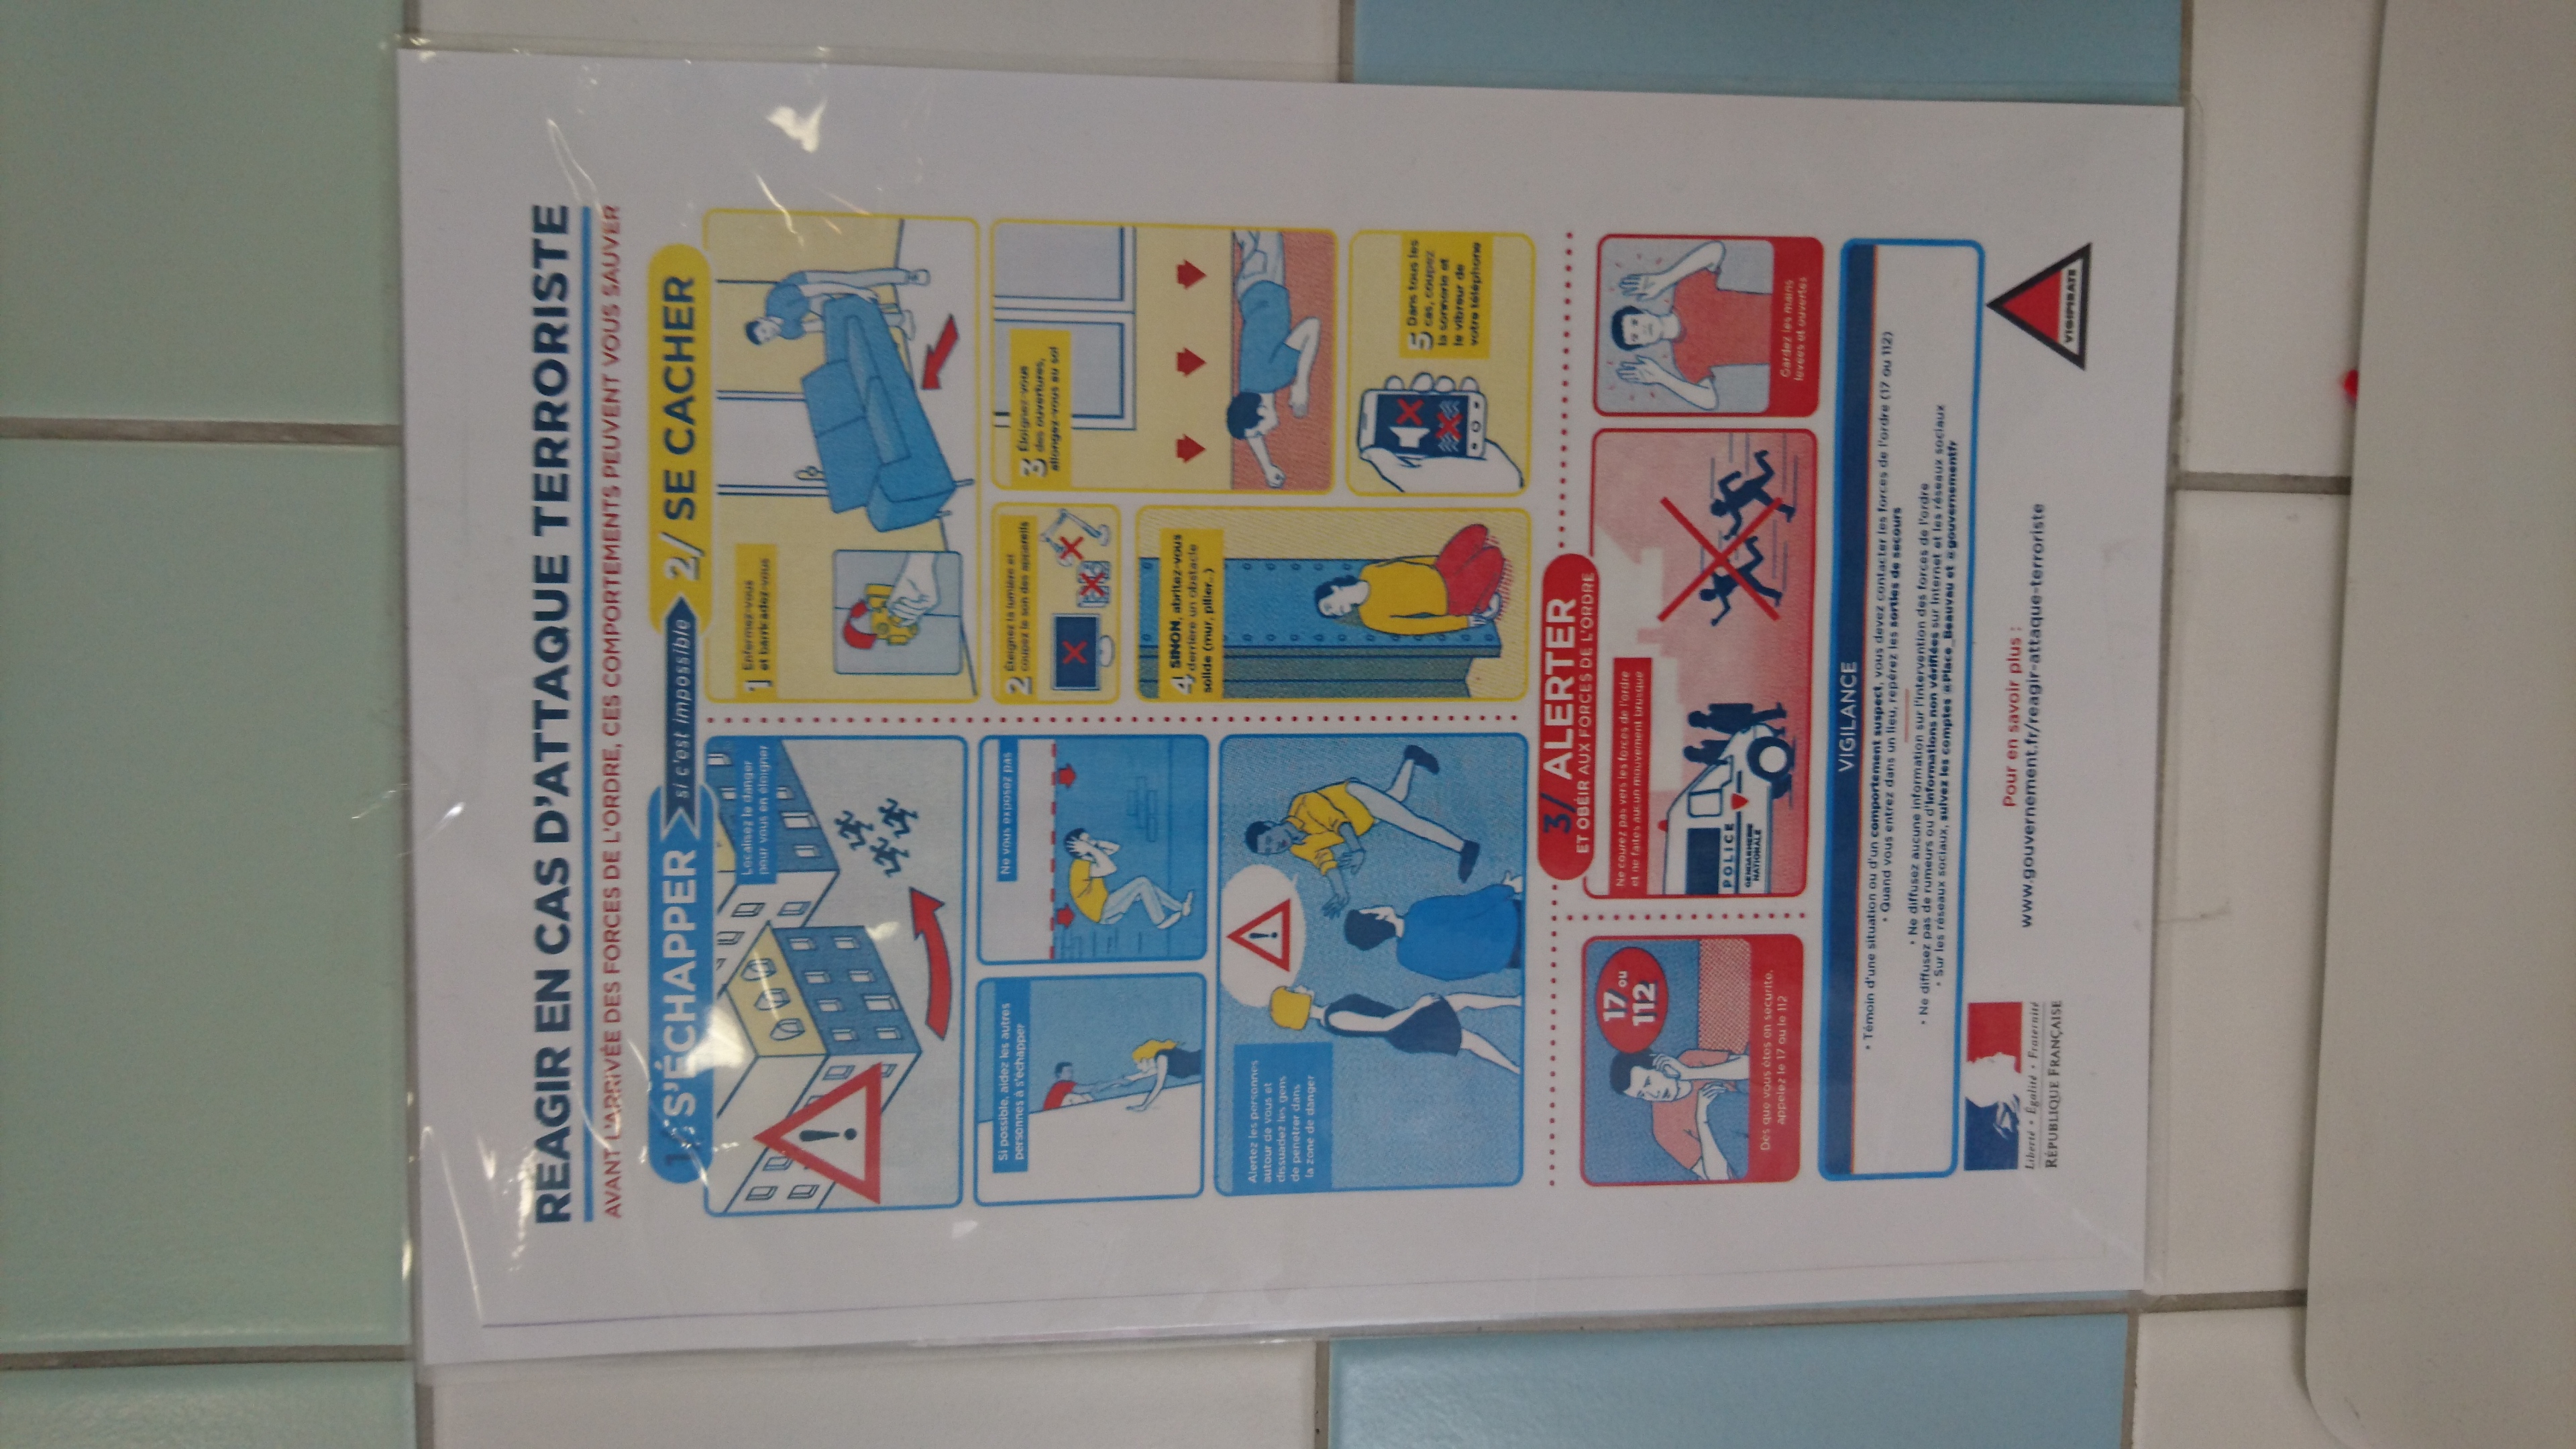 RÉAGIR EN CAS D'ATTAQUE TERRORISTE
AVANT L'ARRIVÉE DES FORCES DE L'ORDRE, CES COMPORTEMENTS PEUVENT VOUS SAUVER
1/ S'ÉCHAPPER
si c'est impossible
2/ SE CACHER
Localisez le danger
pour vous en éloigner
Si possible, aidez les autres
personnes à s'échapper
Ne vous exposez pas
Alertez les personnes
autour de vous et
dissuadez les gens
de pénétrer dans
la zone de danger
1 Enfermez-vous
et barricadez-vous
2 Éteignez la lumière et
coupez le son des appareils
3 Éloignez-vous
des ouvertures,
allongez-vous au sol
4 SINON, abritez-vous
derrière un obstacle
solide (mur, pilier...)
5 Dans tous les
cas, coupez
la sonnerie et
le vibreur de
votre téléphone
3/ ALERTER
ET OBÉIR AUX FORCES DE L'ORDRE
17 ou
112
Dès que vous êtes en sécurité,
appelez le 17 ou le 112
Ne courez pas vers les forces de l'ordre
et ne faites aucun mouvement brusque
POLICE
GENDARMERIE
NATIONALE
Gardez les mains
levées et ouvertes
VIGILANCE
• Témoin d'une situation ou d'un comportement suspect, vous devez contacter les forces de l'ordre (17 ou 112)
• Quand vous entrez dans un lieu, repérez les sorties de secours
• Ne diffusez aucune information sur l'intervention des forces de l'ordre
• Ne diffusez pas de rumeurs ou d'informations non vérifiées sur Internet et les réseaux sociaux
• Sur les réseaux sociaux, suivez les comptes @Place_Beauvau et @gouvernementfr
Liberté • Égalité • Fraternité
RÉPUBLIQUE FRANÇAISE
Pour en savoir plus :
www.gouvernement.fr/reagir-attaque-terroriste
VIGIPIRATE